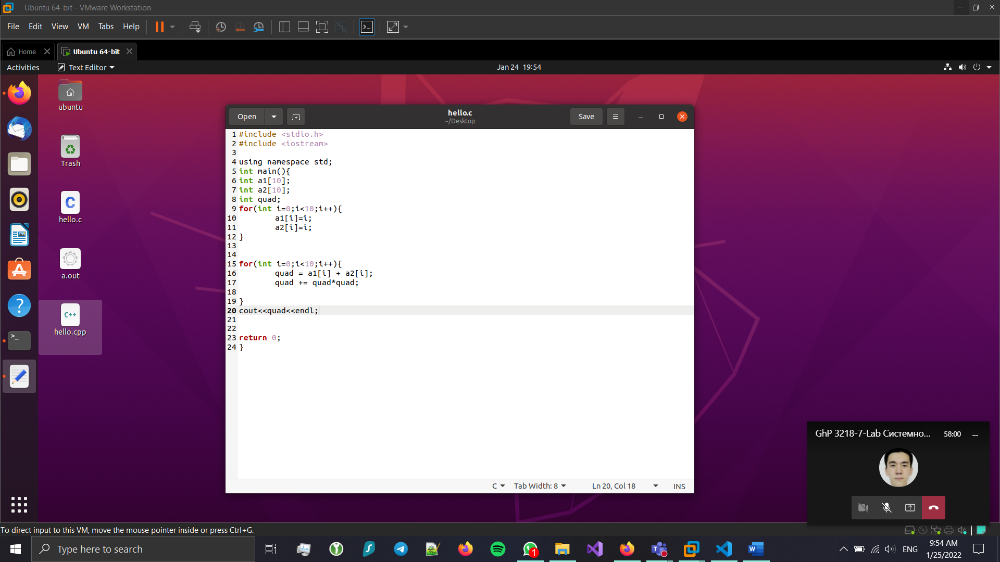 Ubuntu 64-bit - VMware Workstation
File Edit View VM Tabs Help
Home Ubuntu 64-bit
Activities Text Editor Jan 24 19:54
ubuntu
Trash
hello.c
a.out
hello.cpp
Open hello.c Save
~/Desktop
1 #include <stdio.h>
2 #include <iostream>
3
4 using namespace std;
5 int main(){
6 int a1[10];
7 int a2[10];
8 int quad;
9 for(int i=0;i<10;i++){
10 a1[i]=i;
11 a2[i]=i;
12 }
13
14
15 for(int i=0;i<10;i++){
16 quad = a1[i] + a2[i];
17 quad += quad*quad;
18
19 }
20 cout<<quad<<endl;
21
22
23 return 0;
24 }
C Tab Width: 8 Ln 20, Col 18 INS
GhP 3218-7-Lab Системно... 58:00
To direct input to this VM, move the mouse pointer inside or press Ctrl+G.
Type here to search
1
ENG
9:54 AM
1/25/2022